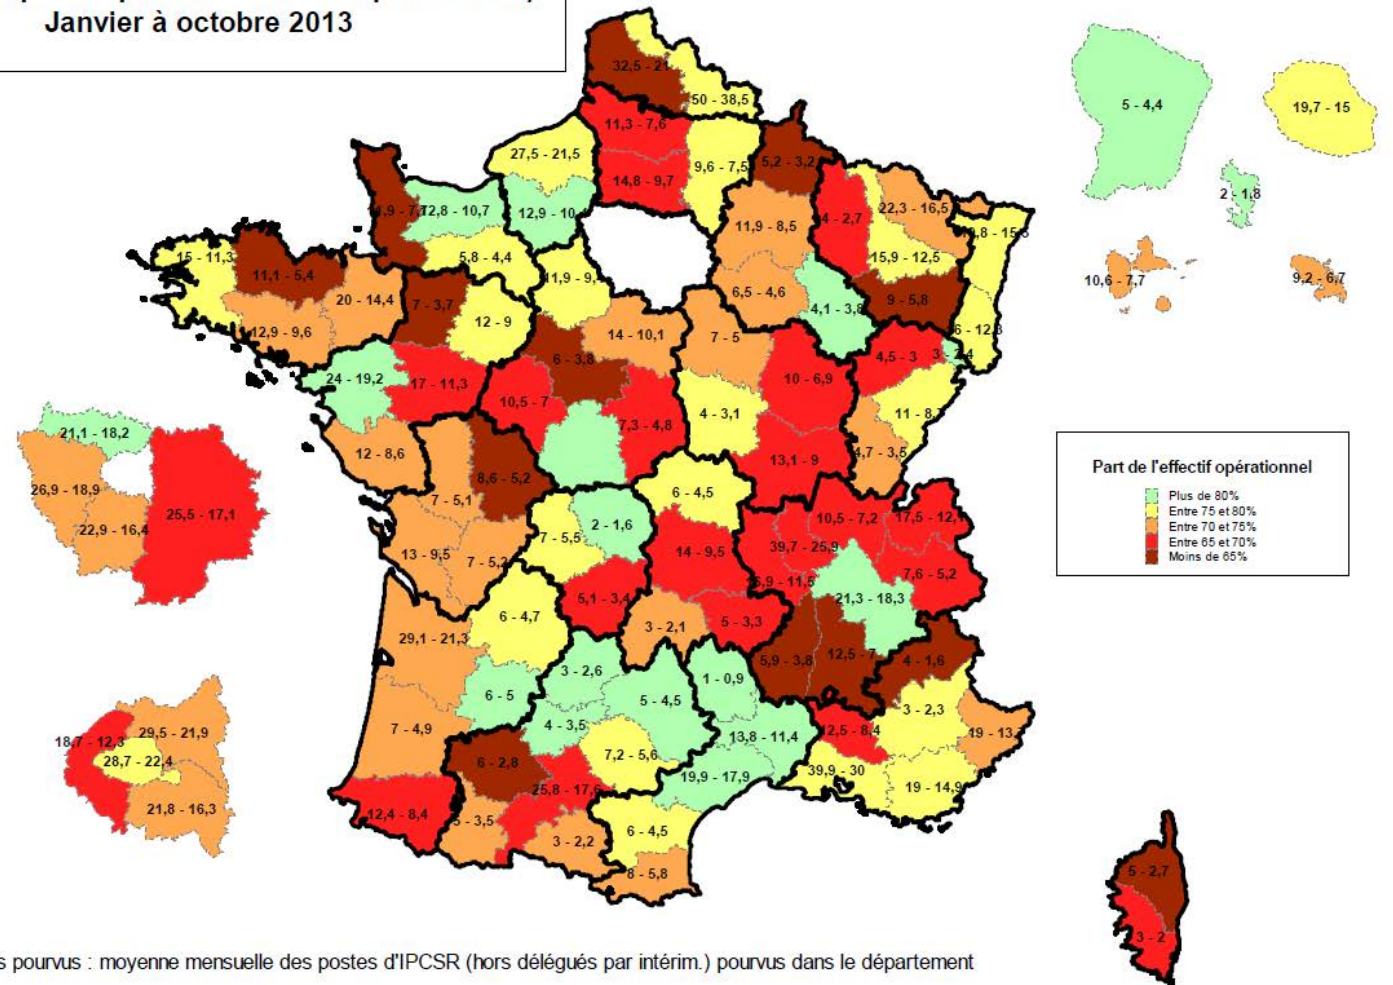 Janvier à octobre 2013
32,5 - 21
50 - 38,5
5 - 4,4
19,7 - 15
11,3 - 7,6
27,5 - 21,5
9,6 - 7,5
5,2 - 3,2
14,8 - 9,7
2 - 1,8
12,8 - 10,7
12,9 -
22,3 - 16,5
11,9 - 8,5
4 - 2,7
5,8 - 4,4
15 - 11,3
15,9 - 12,5
11,1 - 5,4
11,9 -
10,6 - 7,7
9,2 - 6,7
6,5 - 4,6
20 - 14,4
7 - 3,7
9 - 5,8
4,1 - 3,8
12 - 9
12,9 - 9,6
14 - 10,1
7 - 5
6 - 3,8
4,5 - 3
24 - 19,2
17 - 11,3
10 - 6,9
10,5 - 7
4 - 3,1
11 -
7,3 - 4,8
21,1 - 18,2
12 - 8,6
4,7 - 3,5
13,1 - 9
Part de l'effectif opérationnel
Plus de 80%
Entre 75 et 80%
Entre 70 et 75%
Entre 65 et 70%
Moins de 65%
8,6 - 5,2
26,9 - 18,9
6 - 4,5
7 - 5,1
25,5 - 17,1
10,5 - 7,2
17,5 -
22,9 - 16,4
2 - 1,6
7 - 5,5
39,7 - 25,9
13 - 9,5
14 - 9,5
7 - 5,2
7,6 - 5,2
16,9 - 11,5
21,3 - 18,3
5,1 - 3,4
6 - 4,7
5 - 3,3
3 - 2,1
29,1 - 21,3
12,5 - 7
5,9 - 3,8
4 - 1,6
3 - 2,6
1 - 0,9
6 - 5
5 - 4,5
3 - 2,3
4 - 3,5
7 - 4,9
29,5 - 21,9
12,5 - 8,4
19 -
13,8 - 11,4
18,7 - 12,3
7,2 - 5,6
28,7 - 22,4
6 - 2,8
39,9 - 30
19,9 - 17,9
19 - 14,9
25,8 - 17,6
21,8 - 16,3
12,4 - 8,4
5 - 3,5
6 - 4,5
3 - 2,2
8 - 5,8
5 - 2,7
3 - 2
pourvus : moyenne mensuelle des postes d'IPCSR (hors délégués par intérim.) pourvus dans le département